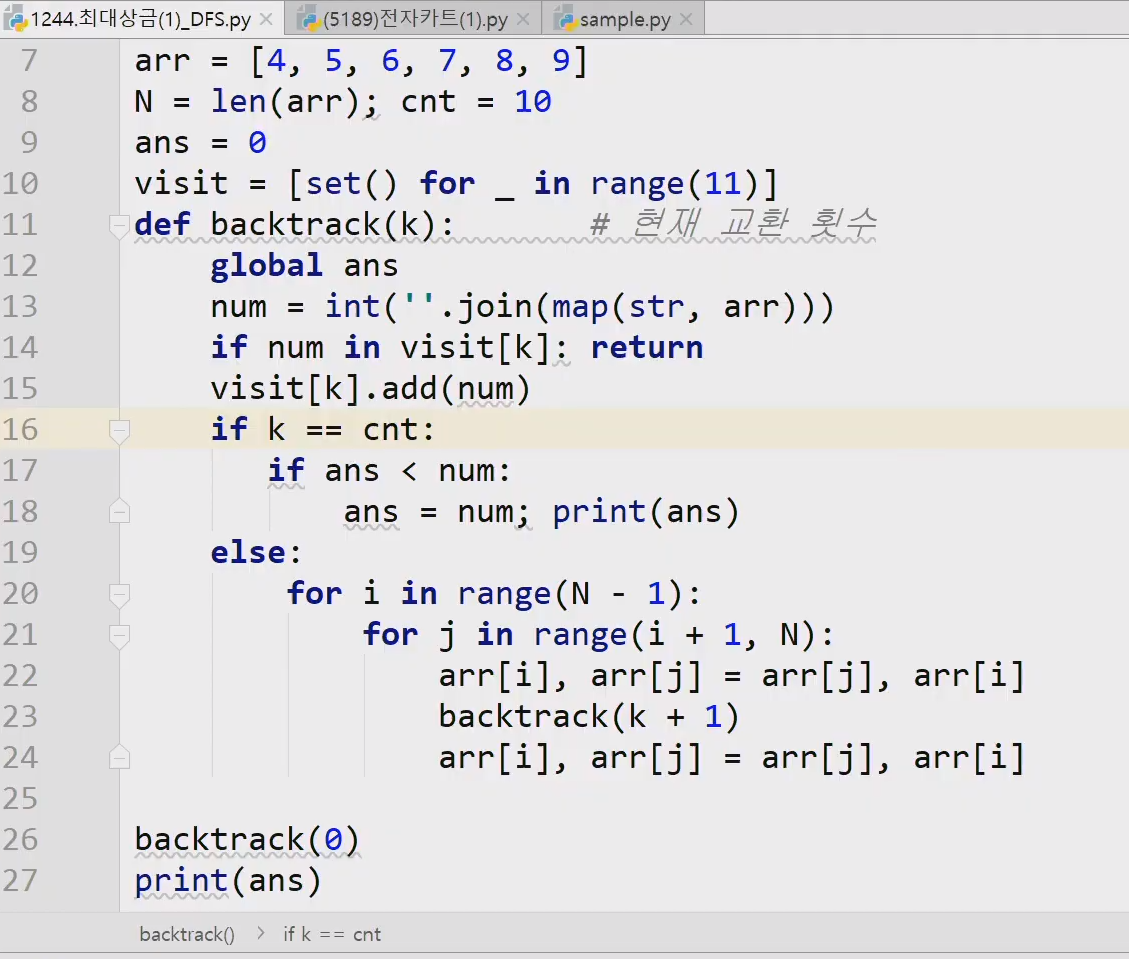 1244.최대상금(1)_DFS.py (5189)전자카트(1).py sample.py
7 arr = [4, 5, 6, 7, 8, 9]
8 N = len(arr); cnt = 10
9 ans = 0
10 visit = [set() for _ in range(11)]
11 def backtrack(k): # 현재 교환 횟수
12 global ans
13 num = int(''.join(map(str, arr)))
14 if num in visit[k]: return
15 visit[k].add(num)
16 if k == cnt:
17 if ans < num:
18 ans = num; print(ans)
19 else:
20 for i in range(N - 1):
21 for j in range(i + 1, N):
22 arr[i], arr[j] = arr[j], arr[i]
23 backtrack(k + 1)
24 arr[i], arr[j] = arr[j], arr[i]
25
26 backtrack(0)
27 print(ans)
backtrack() > if k == cnt